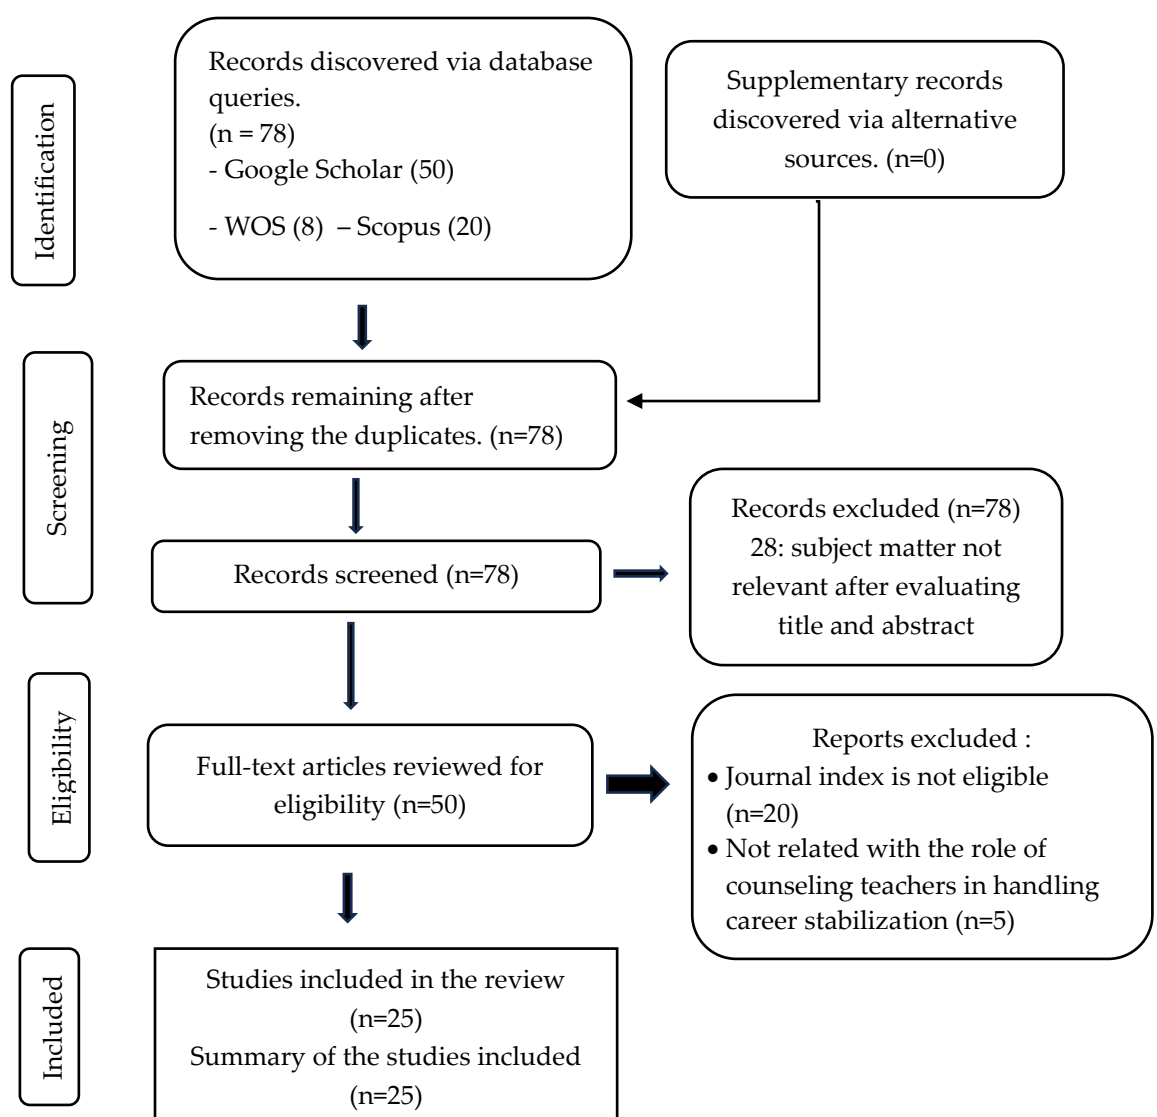 Identification
Records discovered via database
queries.
(n = 78)
- Google Scholar (50)
- WOS (8) – Scopus (20)
Supplementary records
discovered via alternative
sources. (n=0)
Screening
Records remaining after
removing the duplicates. (n=78)
Records screened (n=78)
Records excluded (n=78)
28: subject matter not
relevant after evaluating
title and abstract
Eligibility
Full-text articles reviewed for
eligibility (n=50)
Reports excluded :
• Journal index is not eligible
(n=20)
• Not related with the role of
counseling teachers in handling
career stabilization (n=5)
Included
Studies included in the review
(n=25)
Summary of the studies included
(n=25)